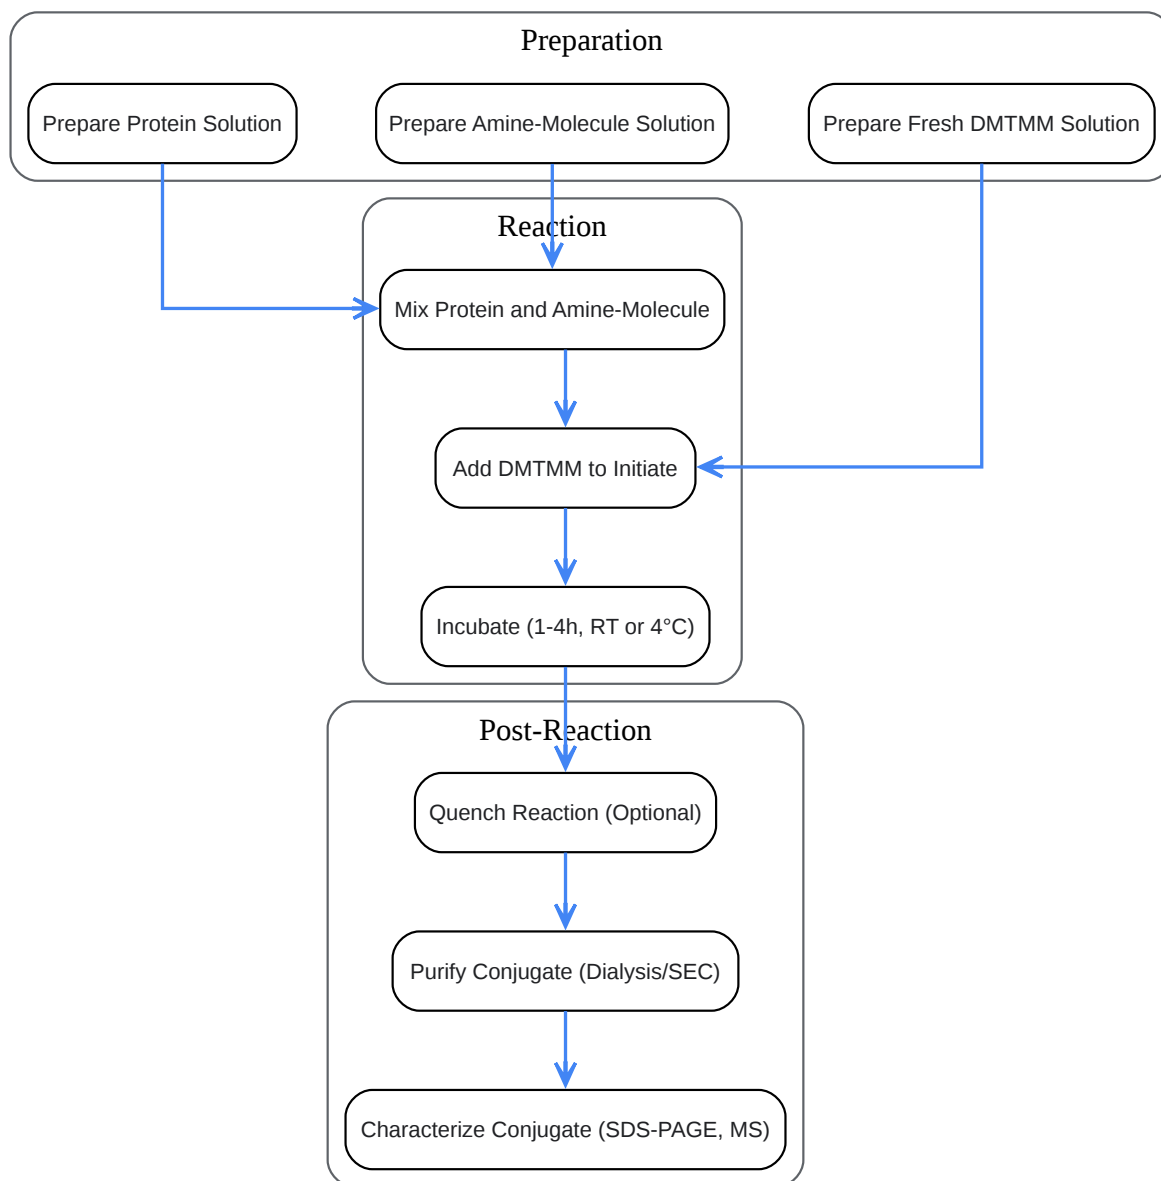 Preparation
Prepare Protein Solution
Prepare Amine-Molecule Solution
Prepare Fresh DMTMM Solution
Reaction
Mix Protein and Amine-Molecule
Add DMTMM to Initiate
Incubate (1-4h, RT or 4°C)
Post-Reaction
Quench Reaction (Optional)
Purify Conjugate (Dialysis/SEC)
Characterize Conjugate (SDS-PAGE, MS)